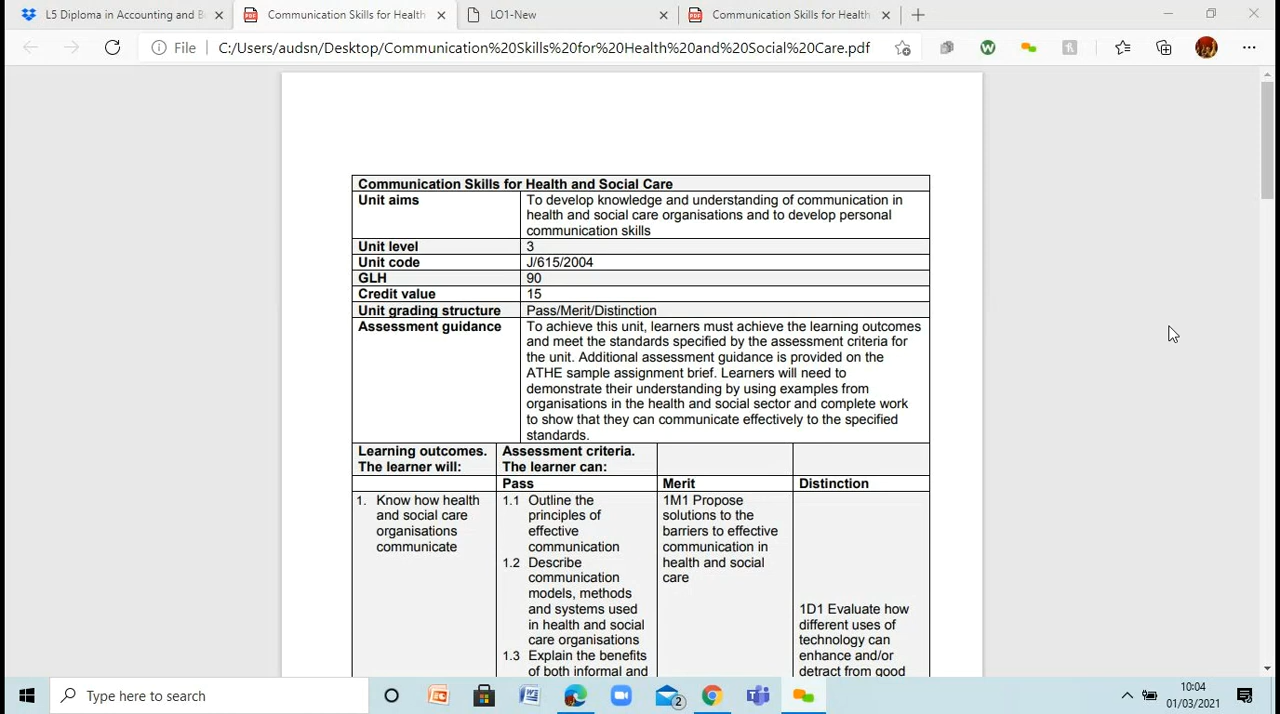 L5 Diploma in Accounting and B
Communication Skills for Health
LO1-New
Communication Skills for Health
File
C:/Users/audsn/Desktop/Communication%20Skills%20for%20Health%20and%20Social%20Care.pdf
Communication Skills for Health and Social Care
Unit aims
To develop knowledge and understanding of communication in
health and social care organisations and to develop personal
communication skills
Unit level
3
Unit code
J/615/2004
GLH
90
Credit value
15
Unit grading structure
Pass/Merit/Distinction
Assessment guidance
To achieve this unit, learners must achieve the learning outcomes
and meet the standards specified by the assessment criteria for
the unit. Additional assessment guidance is provided on the
ATHE sample assignment brief. Learners will need to
demonstrate their understanding by using examples from
organisations in the health and social sector and complete work
to show that they can communicate effectively to the specified
standards.
Learning outcomes.
The learner will:
Assessment criteria.
The learner can:
Pass
Merit
Distinction
1. Know how health
and social care
organisations
communicate
1.1 Outline the
principles of
effective
communication
1.2 Describe
communication
models, methods
and systems used
in health and social
care organisations
1.3 Explain the benefits
of both informal and
1M1 Propose
solutions to the
barriers to effective
communication in
health and social
care
1D1 Evaluate how
different uses of
technology can
enhance and/or
detract from good
Type here to search
2
10:04
01/03/2021